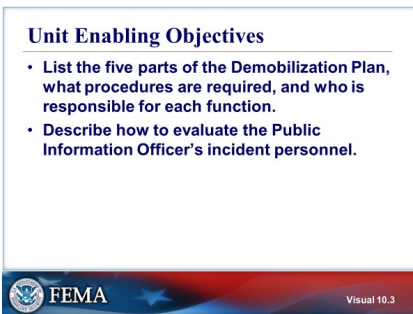 Unit Enabling Objectives
• List the five parts of the Demobilization Plan,
what procedures are required, and who is
responsible for each function.
• Describe how to evaluate the Public
Information Officer's incident personnel.
FEMA
Visual 10.3